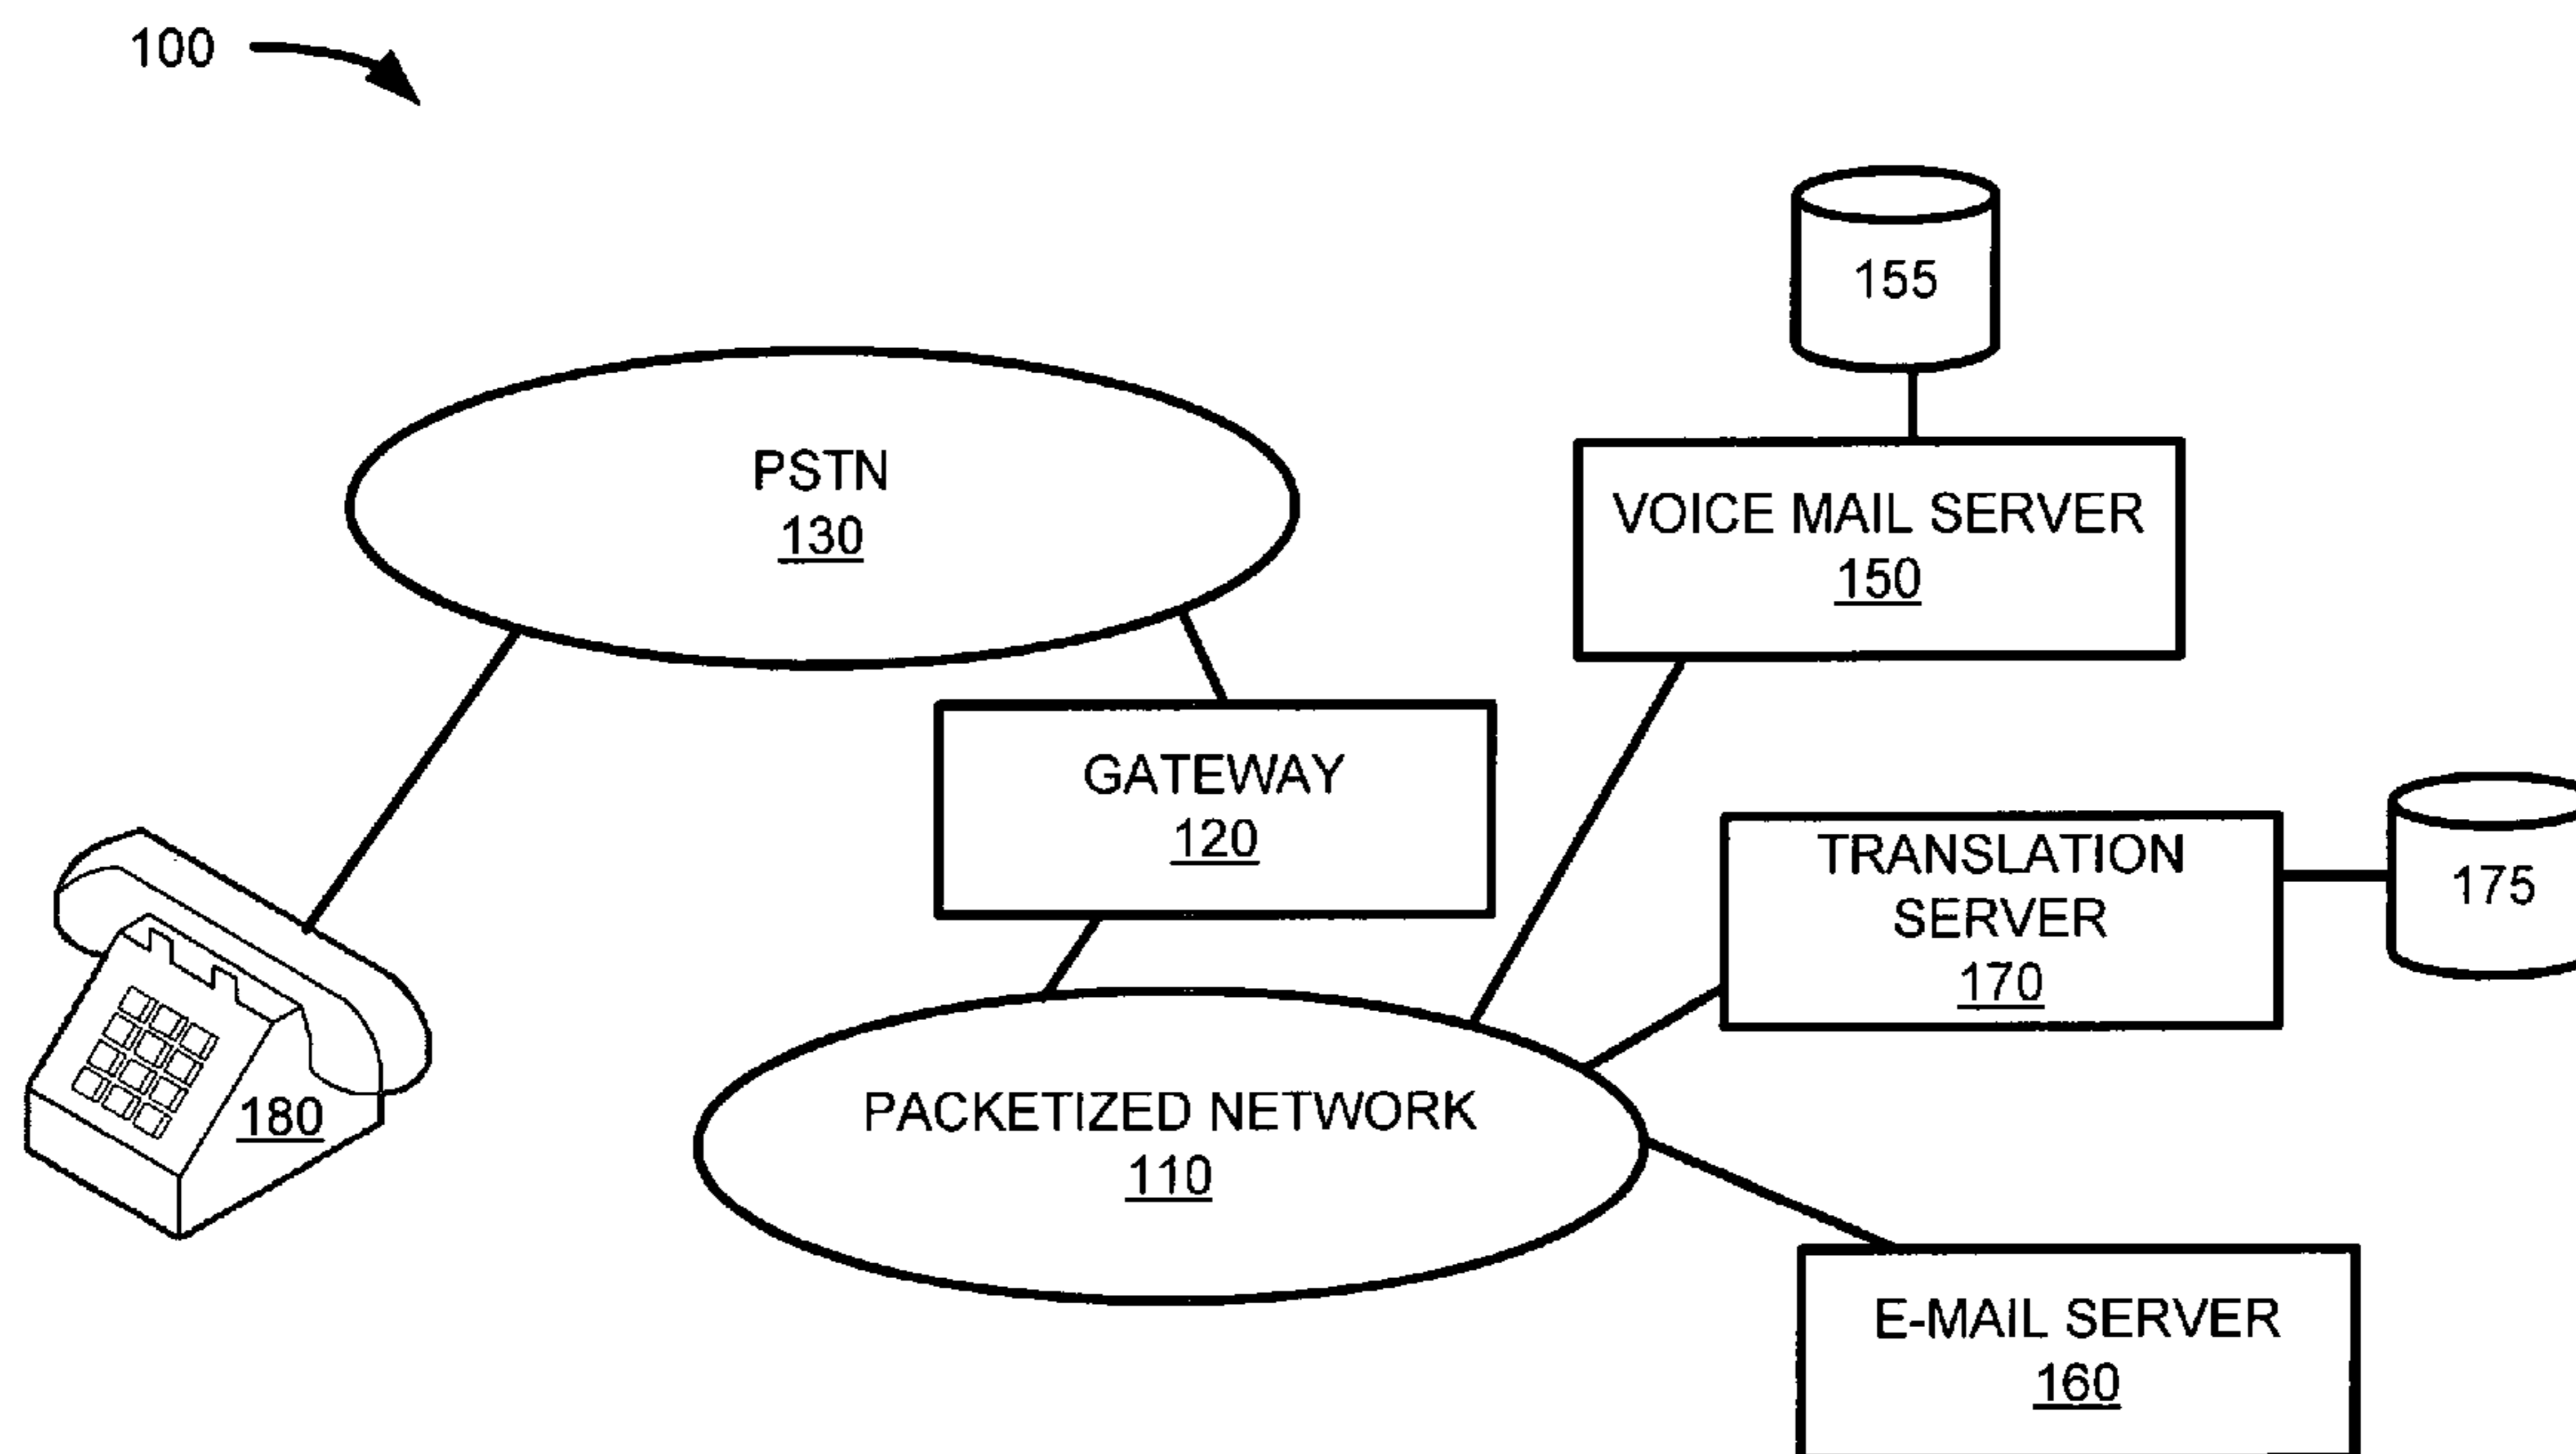 100
155
PSTN
130
VOICE MAIL SERVER
150
GATEWAY
120
TRANSLATION
SERVER
170
175
180
PACKETIZED NETWORK
110
E-MAIL SERVER
160